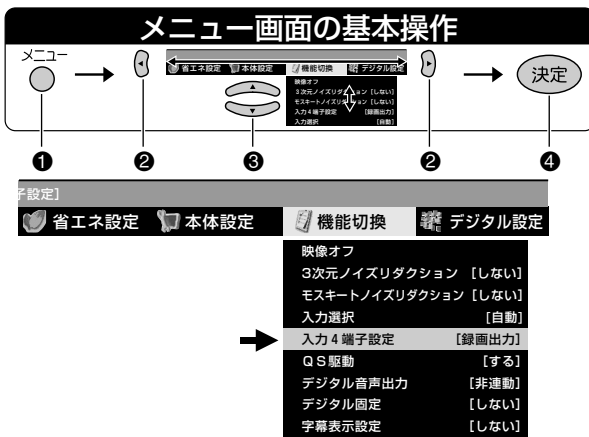 メニュー画面の基本操作
メニュー
省エネ設定 本体設定 機能切換 デジタル設定
映像オフ
3次元ノイズリダクション [しない]
モスキートノイズリダクション [しない]
入力4端子設定 [録画出力]
入力選択 [自動]
決定
❶ ❷ ❸ ❷ ❹
子設定]
省エネ設定 本体設定 機能切換 デジタル設定
映像オフ
3次元ノイズリダクション [しない]
モスキートノイズリダクション [しない]
入力選択 [自動]
入力4端子設定 [録画出力]
QS駆動 [する]
デジタル音声出力 [非連動]
デジタル固定 [しない]
字幕表示設定 [しない]